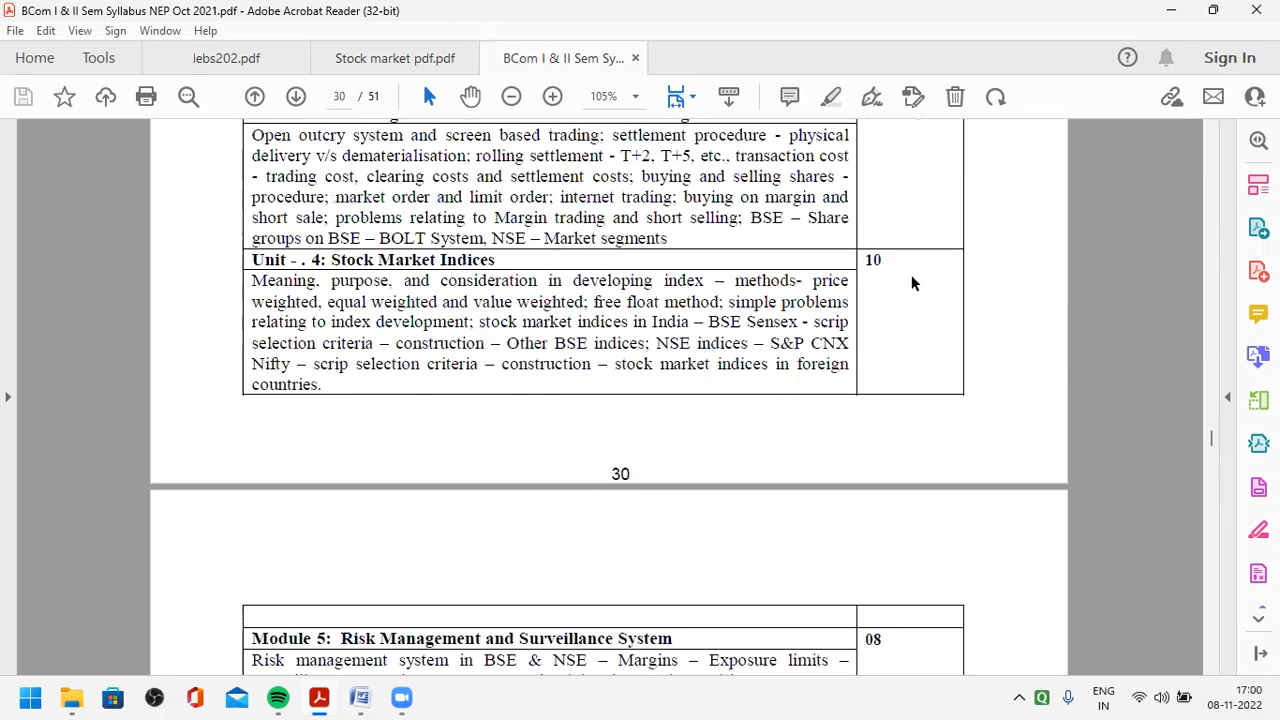 BCom I & II Sem Syllabus NEP Oct 2021.pdf - Adobe Acrobat Reader (32-bit)
File Edit View Sign Window Help
Home Tools lebs202.pdf Stock market pdf.pdf BCom I & II Sem Sy... Sign In
30 / 51 105%
Open outcry system and screen based trading; settlement procedure - physical
delivery v/s dematerialisation; rolling settlement - T+2, T+5, etc., transaction cost
- trading cost, clearing costs and settlement costs; buying and selling shares -
procedure; market order and limit order; internet trading; buying on margin and
short sale; problems relating to Margin trading and short selling; BSE – Share
groups on BSE – BOLT System, NSE – Market segments
Unit - . 4: Stock Market Indices 10
Meaning, purpose, and consideration in developing index – methods- price
weighted, equal weighted and value weighted; free float method; simple problems
relating to index development; stock market indices in India – BSE Sensex - scrip
selection criteria – construction – Other BSE indices; NSE indices – S&P CNX
Nifty – scrip selection criteria – construction – stock market indices in foreign
countries.
30
Module 5: Risk Management and Surveillance System 08
Risk management system in BSE & NSE – Margins – Exposure limits –
ENG
IN
17:00
08-11-2022